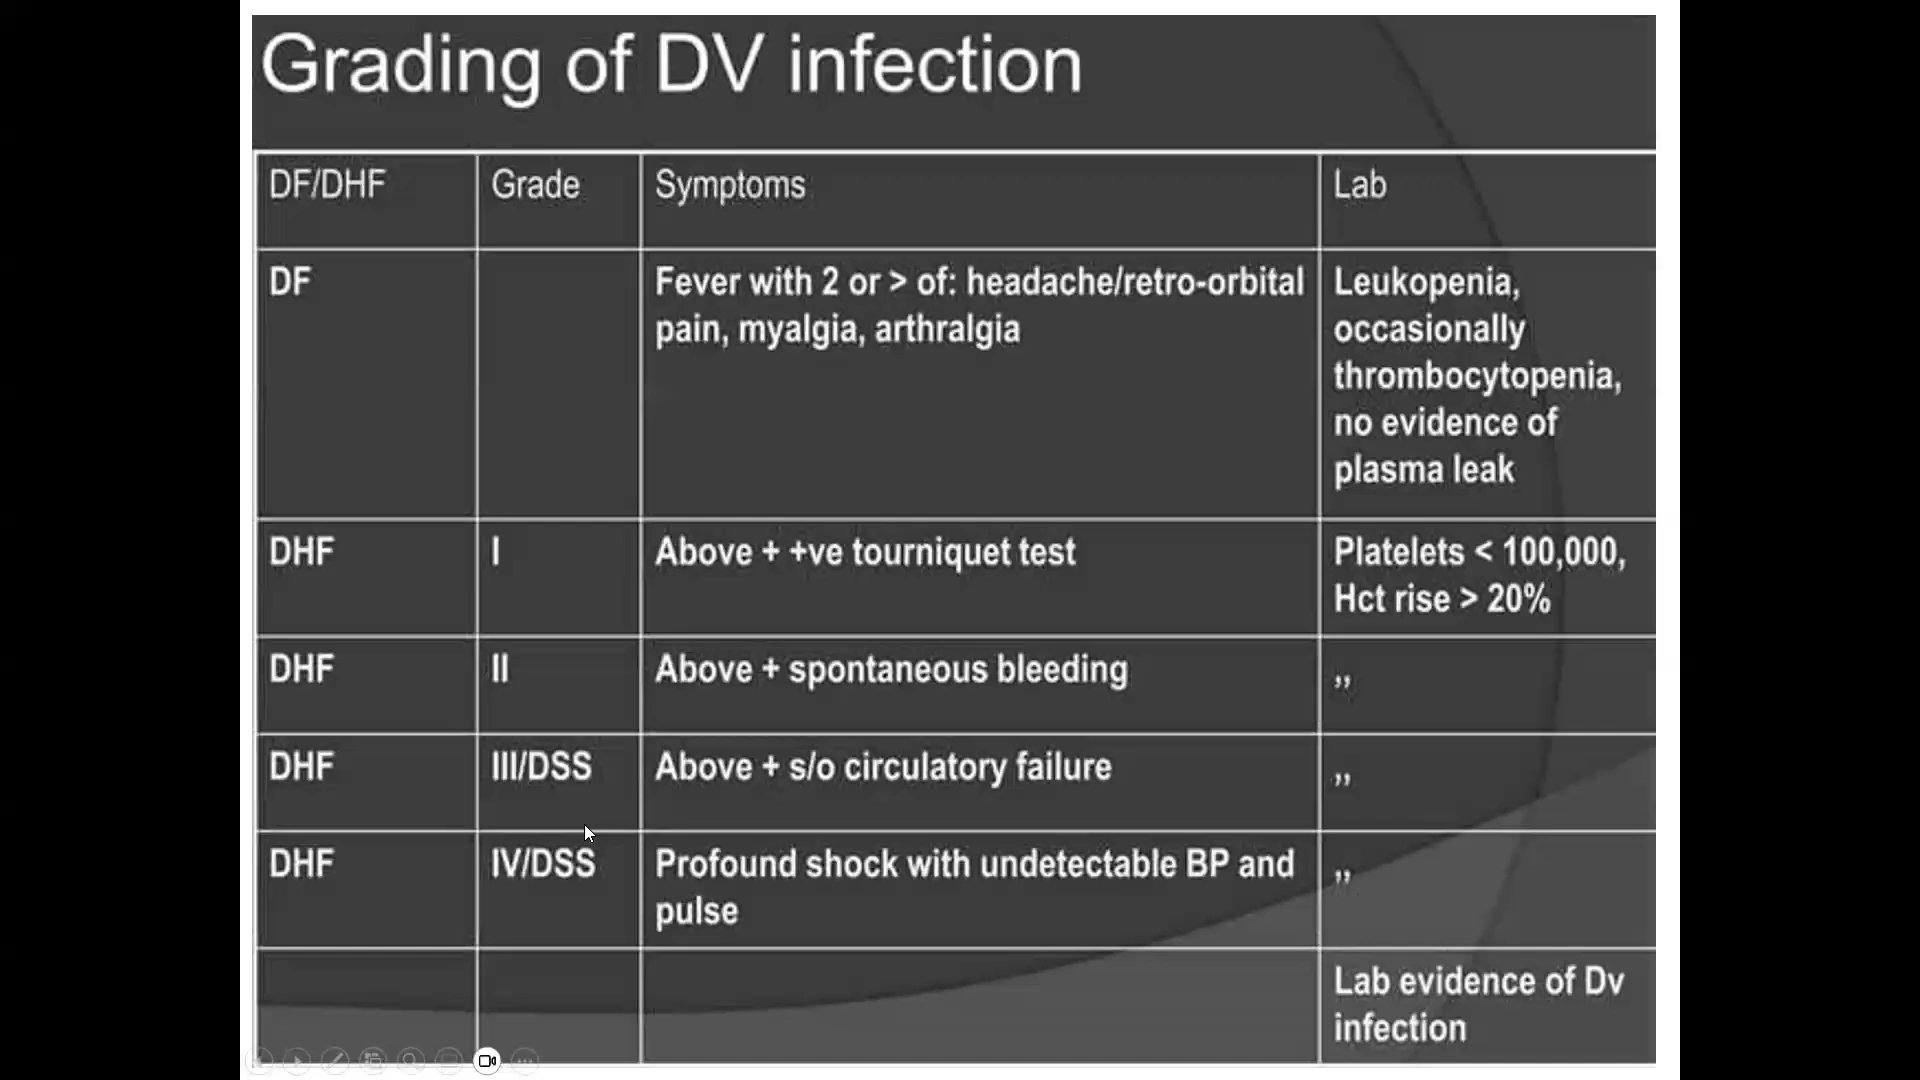 Grading of DV infection
DF/DHF
Grade
Symptoms
Lab
DF
Fever with 2 or > of: headache/retro-orbital
pain, myalgia, arthralgia
Leukopenia,
occasionally
thrombocytopenia,
no evidence of
plasma leak
DHF
I
Above + +ve tourniquet test
Platelets < 100,000,
Hct rise > 20%
DHF
II
Above + spontaneous bleeding
,,
DHF
III/DSS
Above + s/o circulatory failure
,,
DHF
IV/DSS
Profound shock with undetectable BP and
pulse
,,
Lab evidence of Dv
infection